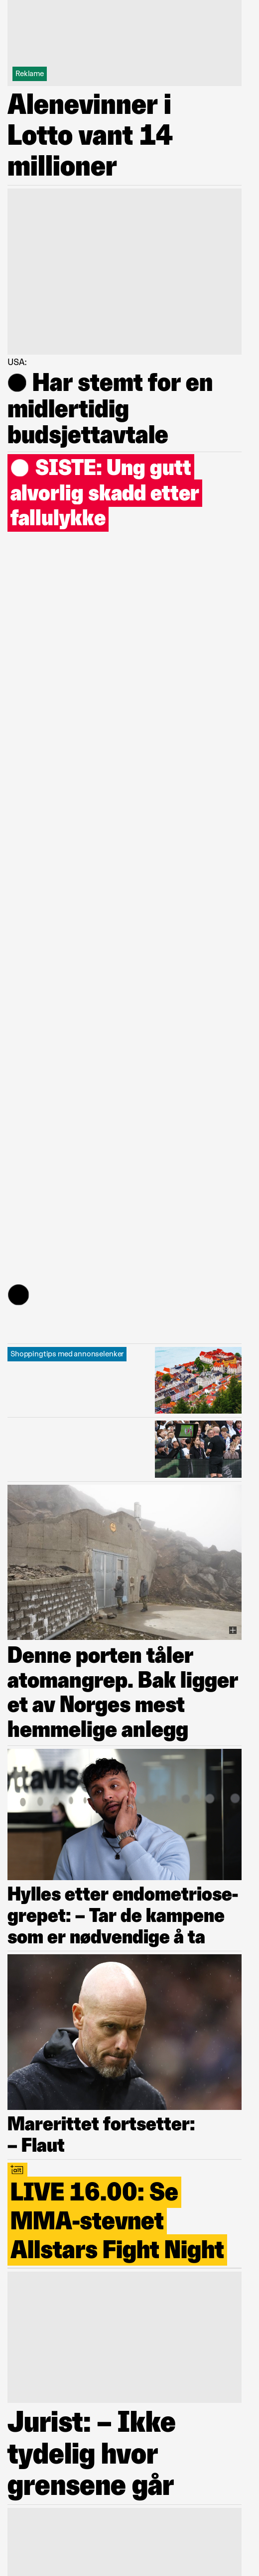 Reklame
Alenevinner i
Lotto vant 14
millioner
USA:
Har stemt for en
midlertidig
budsjettavtale
SISTE: Ung gutt
alvorlig skadd etter
fallulykke
Shoppingtips med annonselenker
Denne porten tåler
atomangrep. Bak ligger
et av Norges mest
hemmelige anlegg
ttavis
Hylles etter endometriose-
grepet: – Tar de kampene
som er nødvendige å ta
Marerittet fortsetter:
– Flaut
alt
LIVE 16.00: Se
MMA-stevnet
Allstars Fight Night
Jurist: – Ikke
tydelig hvor
grensene går